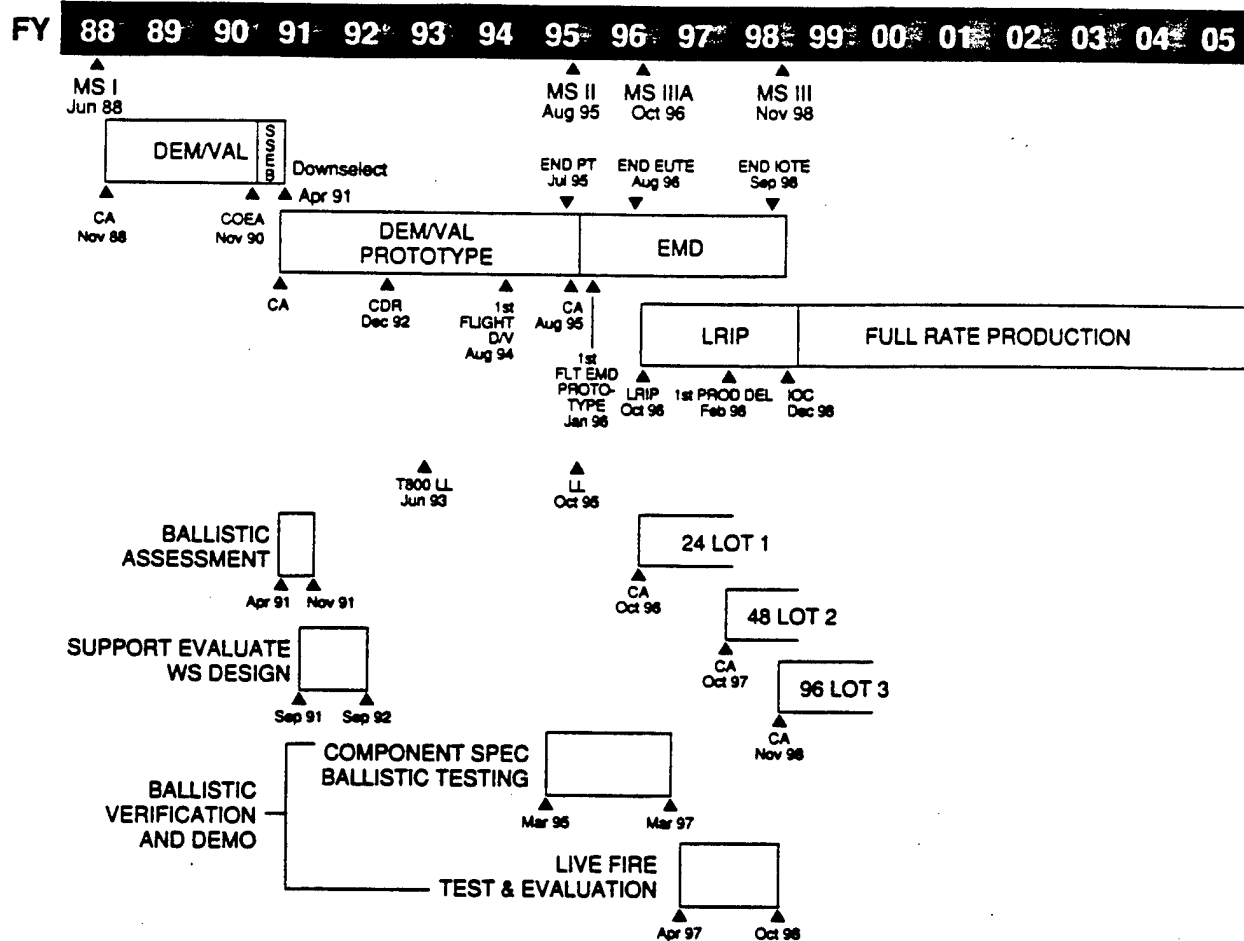 FY 88 89 90 91 92 93 94 95 96 97 98 99 00 01 02 03 04 05
MS I
Jun 88
MS II
Aug 95
MS IIIA
Oct 96
MS III
Nov 98
DEM/VAL
SSEB
Downselect
Apr 91
CA
Nov 88
COEA
Nov 90
END PT
Jul 95
END EUTE
Aug 96
END IOTE
Sep 98
DEM/VAL
PROTOTYPE
EMD
CA
CDR
Dec 92
1st
FLIGHT
D/V
Aug 94
CA
Aug 95
1st
FLT EMD
PROTO-
TYPE
Jan 96
LRIP
FULL RATE PRODUCTION
LRIP
Oct 96
1st PROD DEL
Feb 98
IOC
Dec 98
T800 LL
Jun 93
LL
Oct 95
BALLISTIC
ASSESSMENT
Apr 91
Nov 91
24 LOT 1
CA
Oct 96
48 LOT 2
CA
Oct 97
SUPPORT EVALUATE
WS DESIGN
Sep 91
Sep 92
96 LOT 3
CA
Nov 98
BALLISTIC
VERIFICATION
AND DEMO
COMPONENT SPEC
BALLISTIC TESTING
Mar 95
Mar 97
LIVE FIRE
TEST & EVALUATION
Apr 97
Oct 98